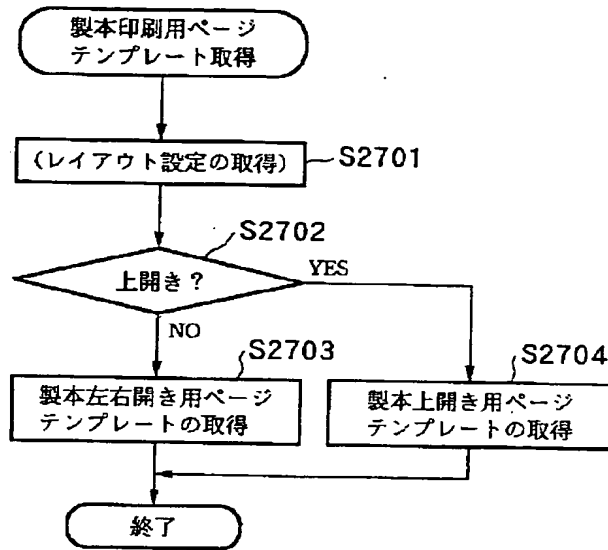 製本印刷用ページ
テンプレート取得
(レイアウト設定の取得)
S2701
S2702
上開き?
YES
NO
S2703
S2704
製本左右開き用ページ
テンプレートの取得
製本上開き用ページ
テンプレートの取得
終了